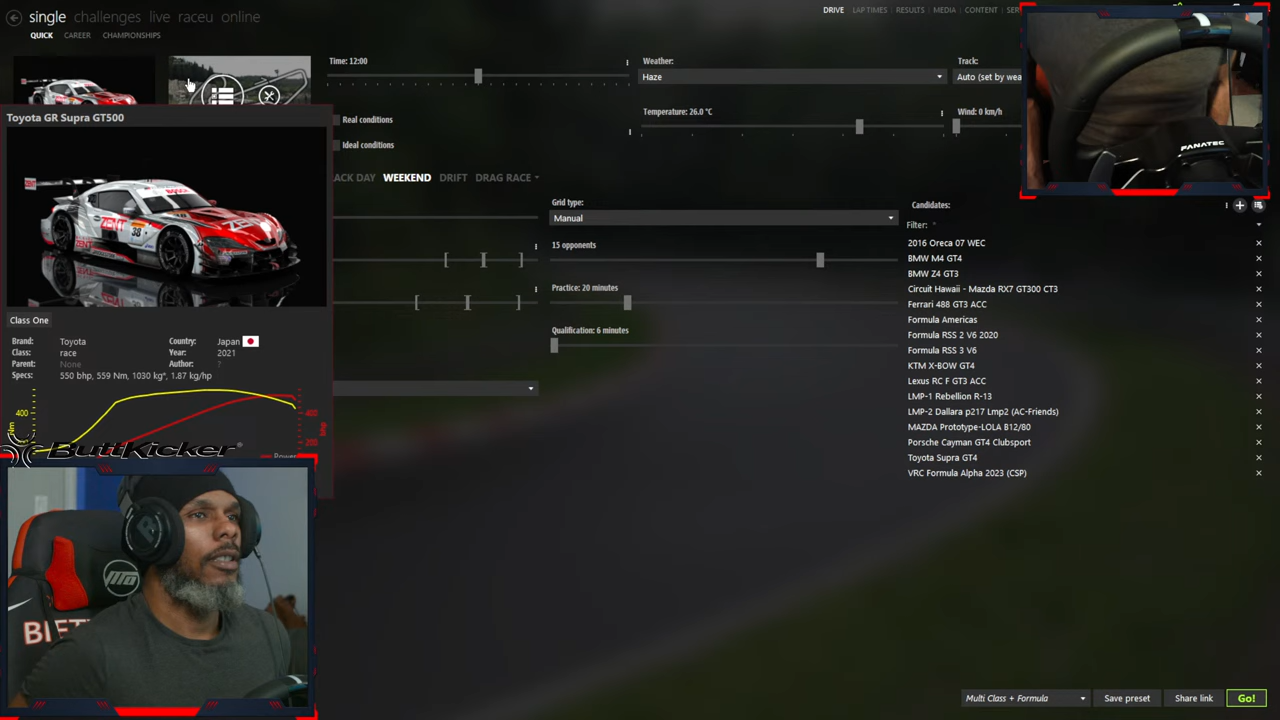 single challenges live raceu online
DRIVE LAP TIMES RESULTS MEDIA CONTENT
QUICK CAREER CHAMPIONSHIPS
Time: 12:00
Weather:
Track:
Haze
Auto (set by wea
Temperature: 26.0 °C
Wind: 0 km/h
Real conditions
Ideal conditions
Toyota GR Supra GT500
ACK DAY WEEKEND DRIFT DRAG RACE
Grid type:
Manual
15 opponents
Practice: 20 minutes
Qualification: 6 minutes
Candidates:
Filter: *
2016 Oreca 07 WEC
BMW M4 GT4
BMW Z4 GT3
Circuit Hawaii - Mazda RX7 GT300 CT3
Ferrari 488 GT3 ACC
Formula Americas
Formula RSS 2 V6 2020
Formula RSS 3 V6
KTM X-BOW GT4
Lexus RC F GT3 ACC
LMP-1 Rebellion R-13
LMP-2 Dallara p217 Lmp2 (AC-Friends)
MAZDA Prototype-LOLA B12/80
Porsche Cayman GT4 Clubsport
Toyota Supra GT4
VRC Formula Alpha 2023 (CSP)
ZENT
38
Class One
Brand: Toyota Country: Japan
Class: race Year: 2021
Parent: None Author: ?
Specs: 550 bhp, 559 Nm, 1030 kg*, 1.87 kg/hp
400
400
200
ButtKicker
FANATEC
Multi Class + Formula Save preset Share link Go!